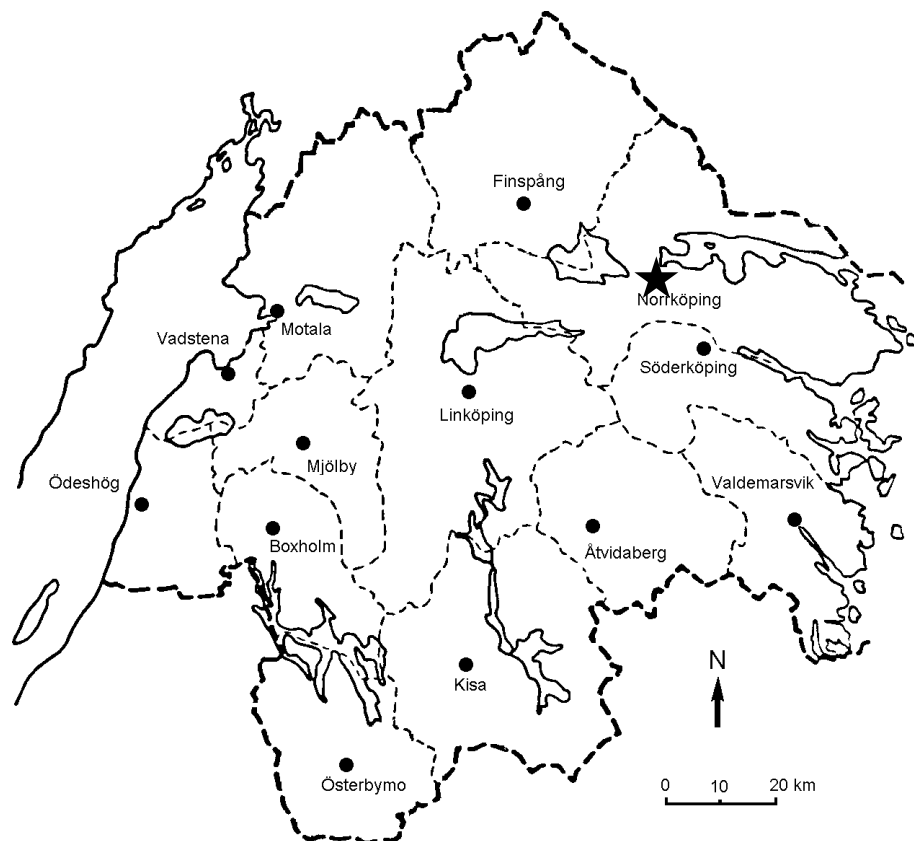 Finspång
Norrköping
Motala
Vadstena
Söderköping
Linköping
Mjölby
Ödeshög
Valdemarsvik
Boxholm
Åtvidaberg
N
Kisa
Österbymo
0 10 20 km